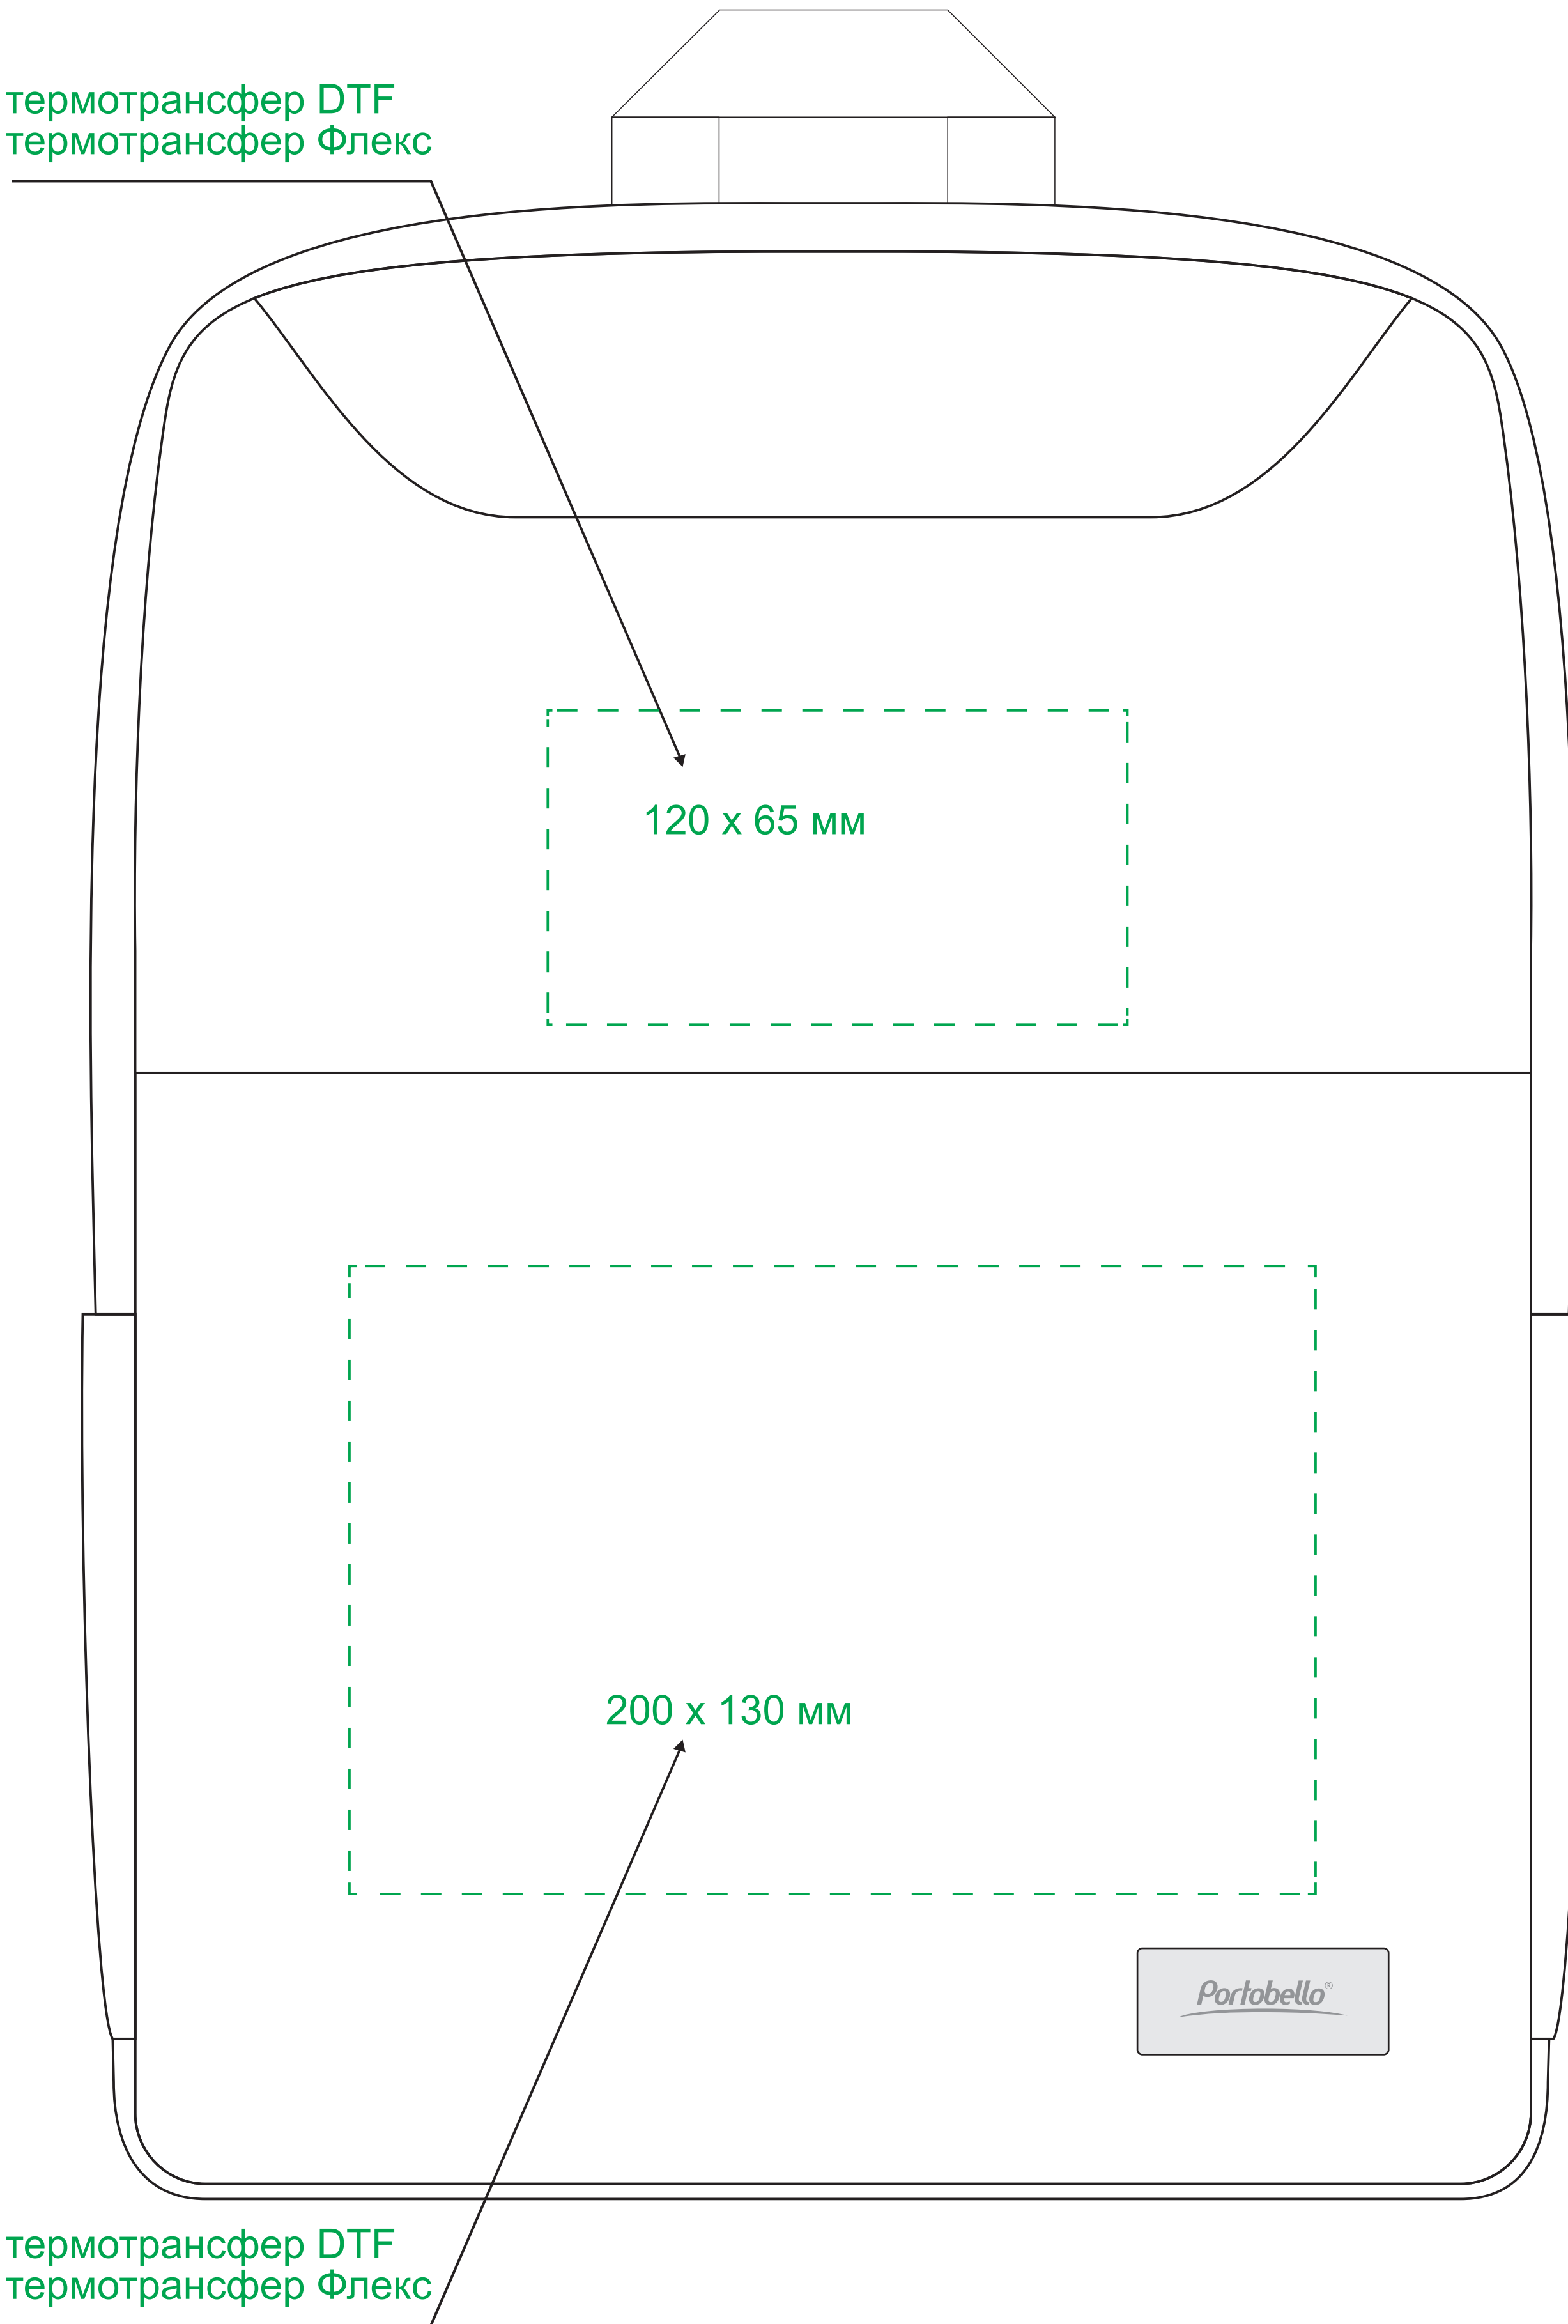 термотрансфер DTF
термотрансфер Флекс
120 x 65 мм
200 x 130 мм
Portobello®
термотрансфер DTF
термотрансфер Флекс